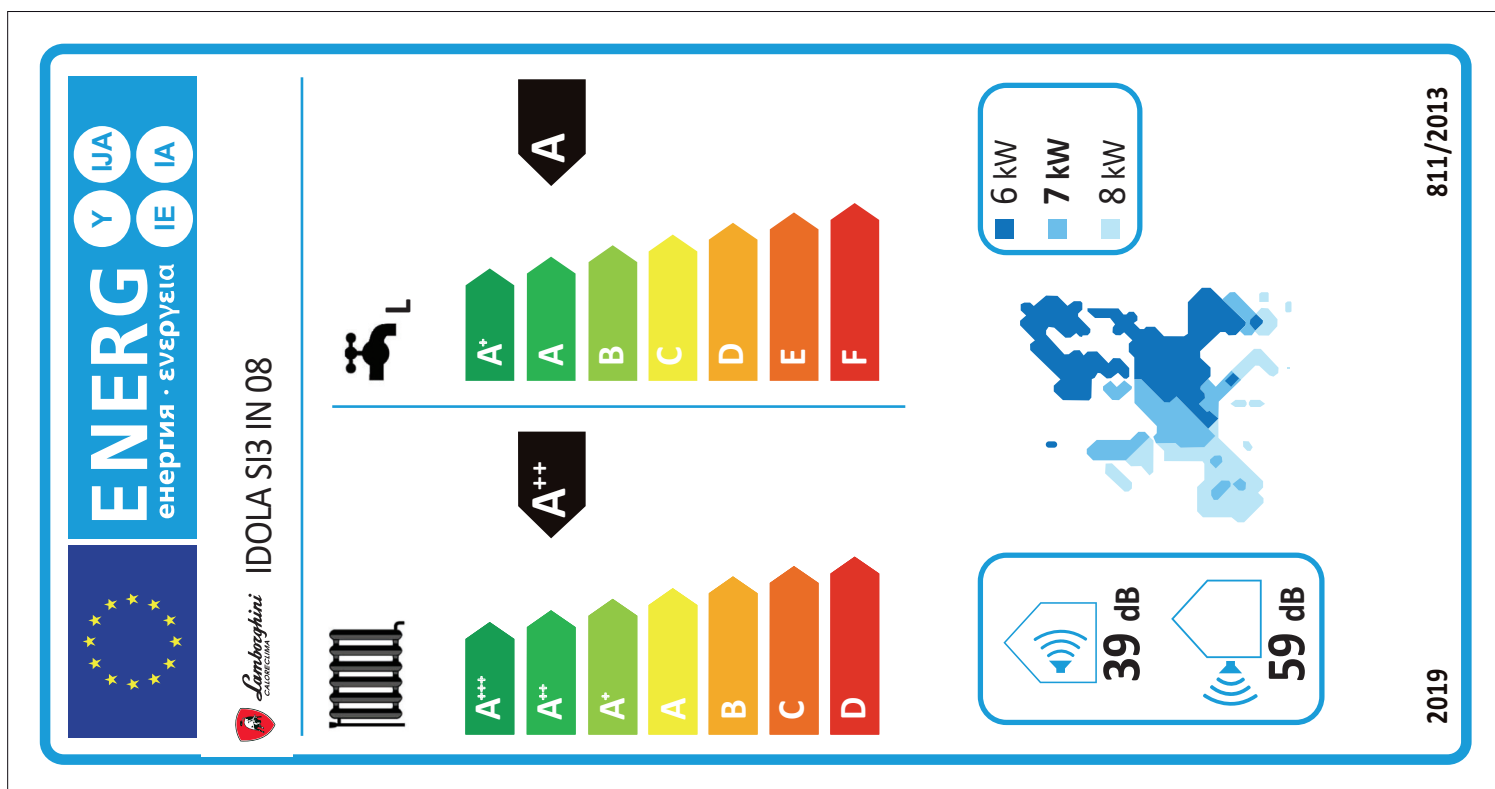 ENERG
енергия · ενεργεια
Y
IJA
IE
IA
Lamborghini
CALORECLIMA
IDOLA SI3 IN 08
L
A+++
A++
A+
A
B
C
D
A++
A+
A
B
C
D
E
F
A
39 dB
59 dB
6 kW
7 kW
8 kW
2019
811/2013